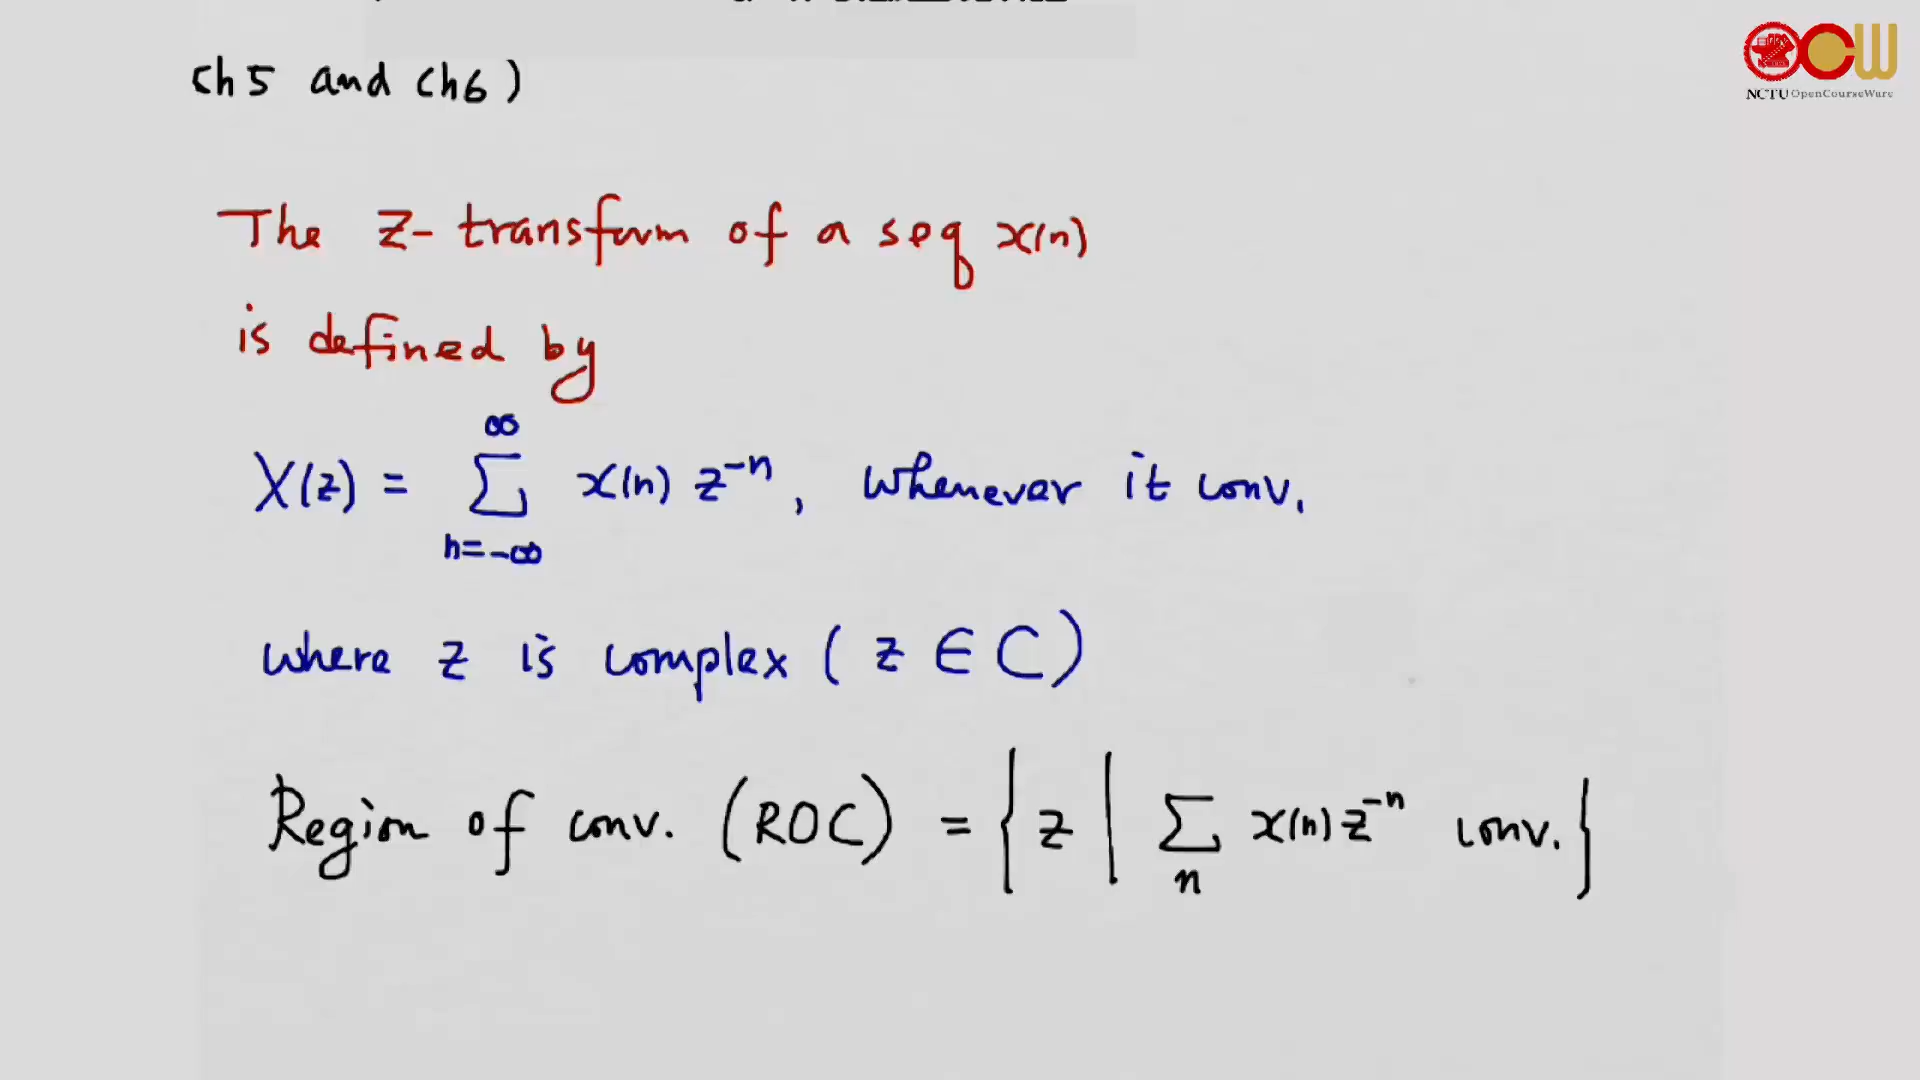 ch5 and ch6)
NCTU OpenCourseWare
The Z-transform of a seq x(n)
is defined by
X(z) = ∑_{n=-∞}^{∞} x(n) z^{-n}, whenever it conv.
where z is complex ( z ∈ C )
Region of conv. (ROC) = { z | ∑_n x(n) z^{-n} conv. }